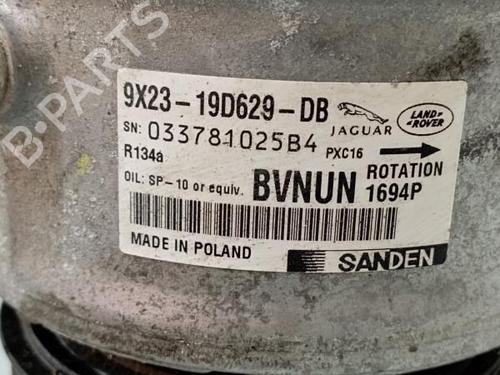 9X23-19D629-DB
JAGUAR
LAND ROVER
SN: 033781025B4
PXC16
R134a
OIL: SP-10 or equiv.
BVNUN
ROTATION
1694P
MADE IN POLAND
SANDEN
B-PARTS